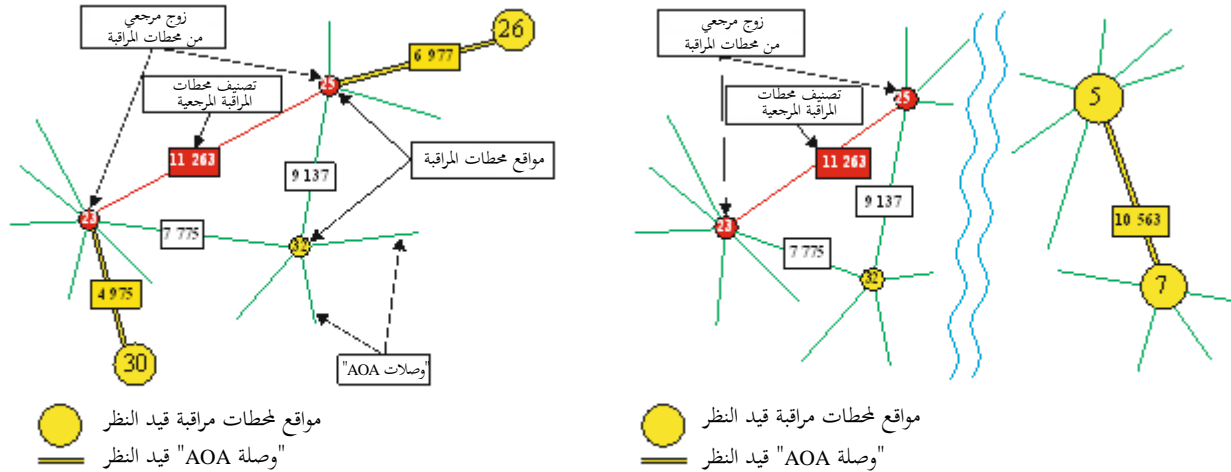 زوج مرجعي
من محطات المراقبة
26
6 977
تصنيف محطات
المراقبة المرجعية
25
11 263
9 137
مواقع محطات المراقبة
23
7 775
32
4 975
30
"وصلات AOA"
مواقع لمحطات مراقبة قيد النظر
"وصلة AOA" قيد النظر
زوج مرجعي
من محطات المراقبة
تصنيف محطات
المراقبة المرجعية
25
5
11 263
9 137
23
7 775
32
10 563
7
مواقع لمحطات مراقبة قيد النظر
"وصلة AOA" قيد النظر